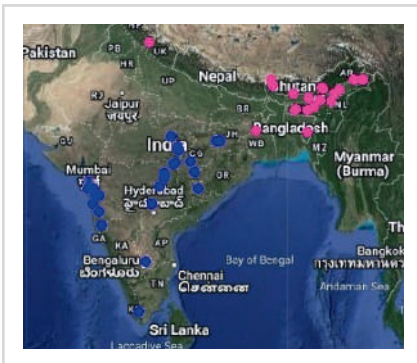 Pakistan
PB
HR
UK
UP
Nepal
Bhutan
AR
NL
RJ
Jaipur
जयपुर
BR
Bangladesh
GJ
India
JH
WB
MZ
CG
OR
Myanmar
(Burma)
Mumbai
Hyderabad
GA
KA
AP
Bay of Bengal
Bangkok
กรุงเทพมหานคร
Bengaluru
ಬೆಂಗಳೂರು
Chennai
சென்னை
TN
Andaman Sea
Sri Lanka
Laccadive Sea